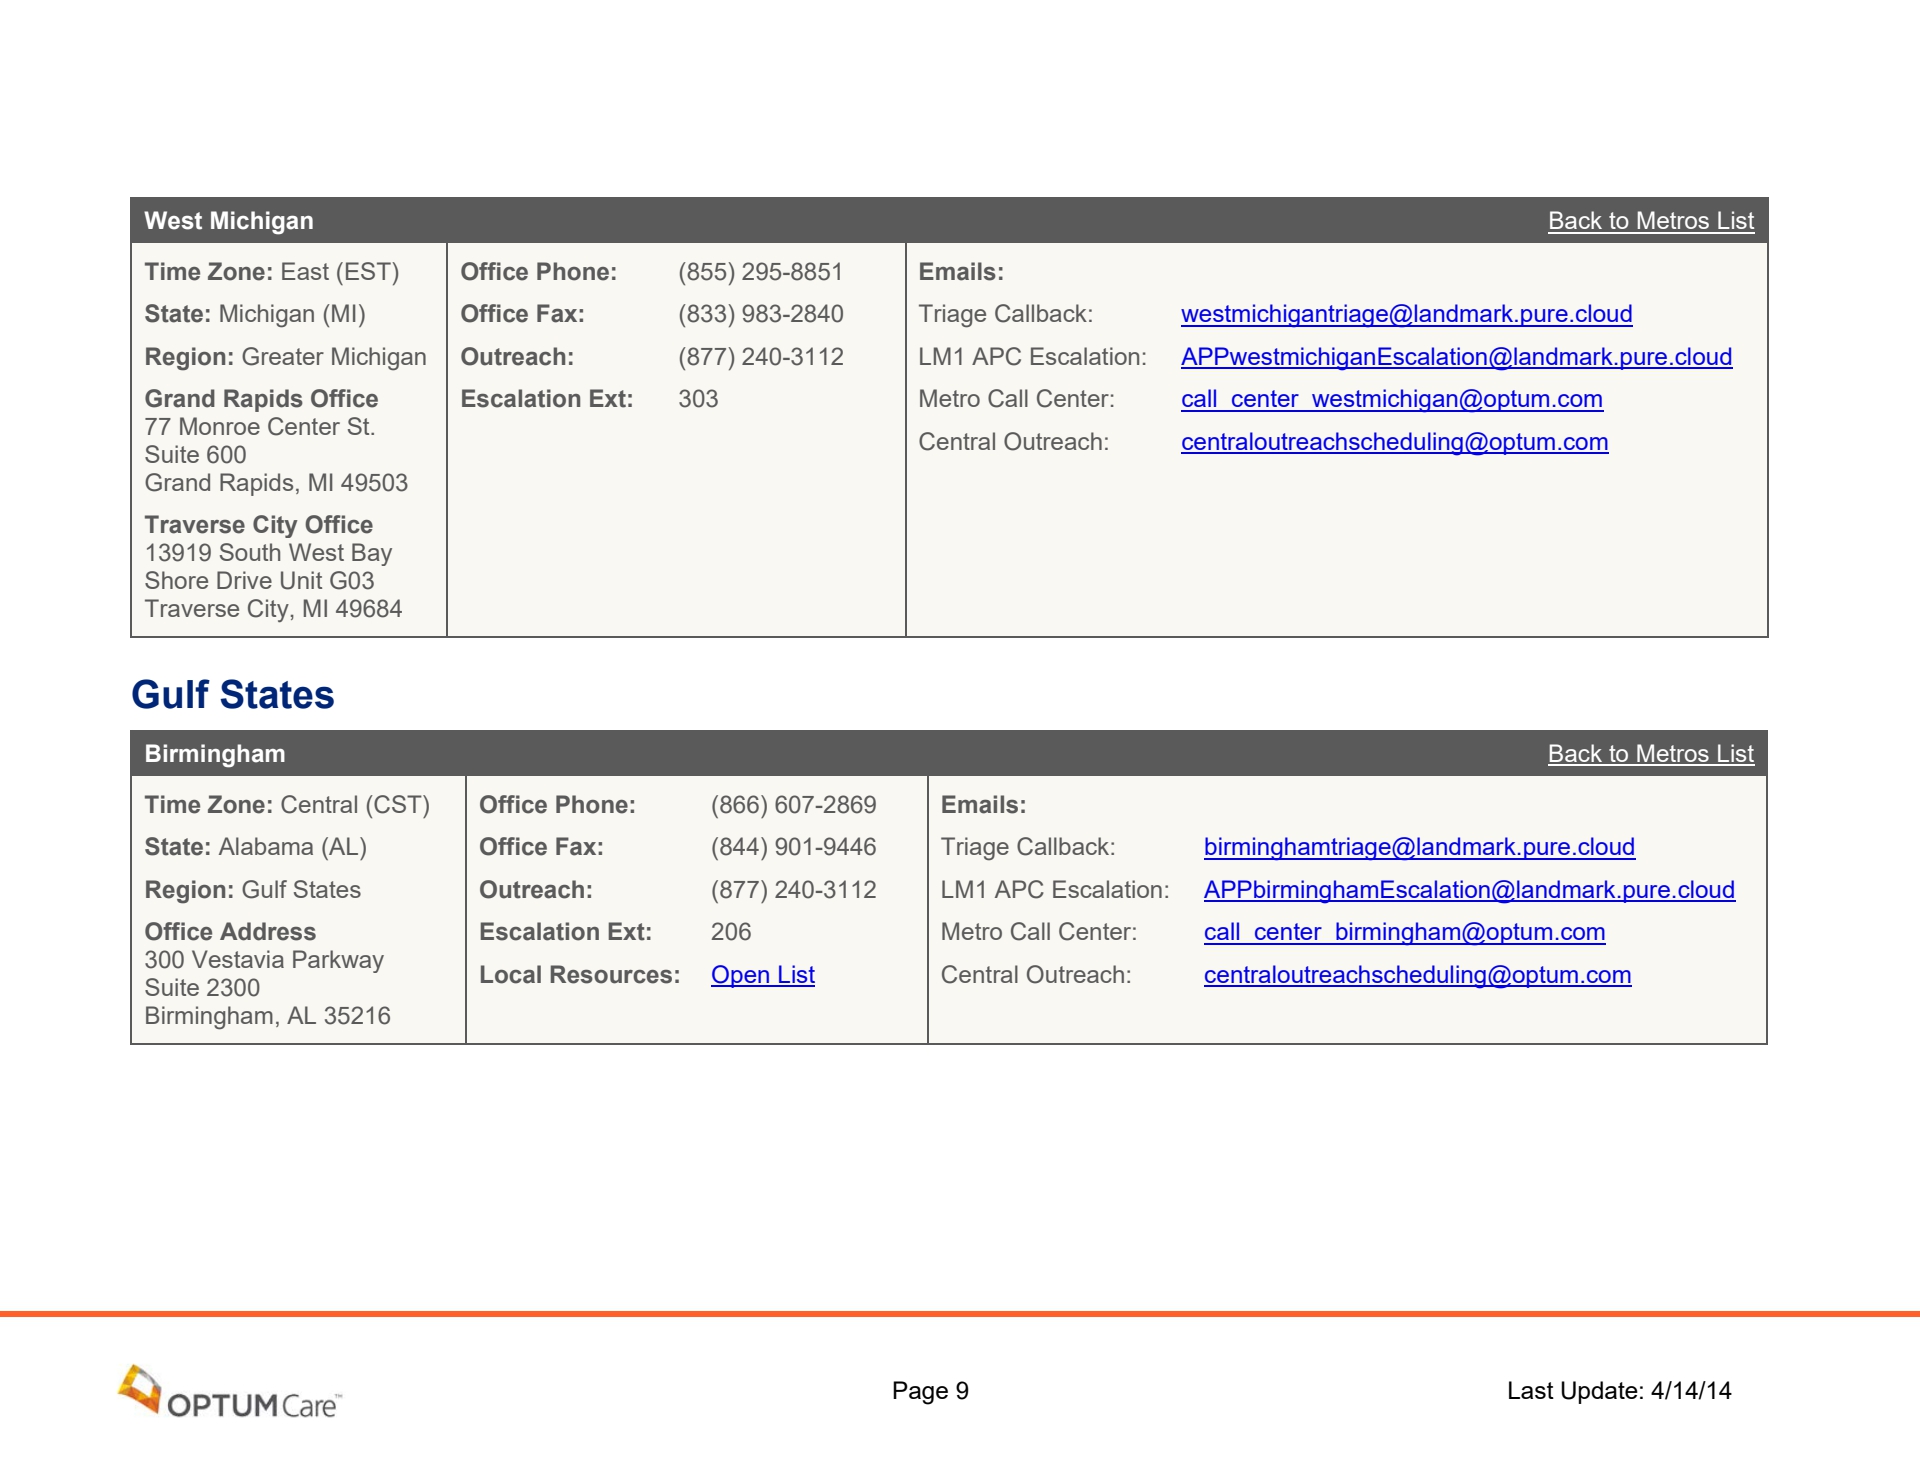 West Michigan Back to Metros List
Time Zone: East (EST)
State: Michigan (MI)
Region: Greater Michigan
Grand Rapids Office
77 Monroe Center St.
Suite 600
Grand Rapids, MI 49503
Traverse City Office
13919 South West Bay
Shore Drive Unit G03
Traverse City, MI 49684
Office Phone: (855) 295-8851
Office Fax: (833) 983-2840
Outreach: (877) 240-3112
Escalation Ext: 303
Emails:
Triage Callback: westmichigantriage@landmark.pure.cloud
LM1 APC Escalation: APPwestmichiganEscalation@landmark.pure.cloud
Metro Call Center: call_center_westmichigan@optum.com
Central Outreach: centraloutreachscheduling@optum.com
Gulf States
Birmingham Back to Metros List
Time Zone: Central (CST)
State: Alabama (AL)
Region: Gulf States
Office Address
300 Vestavia Parkway
Suite 2300
Birmingham, AL 35216
Office Phone: (866) 607-2869
Office Fax: (844) 901-9446
Outreach: (877) 240-3112
Escalation Ext: 206
Local Resources: Open List
Emails:
Triage Callback: birminghamtriage@landmark.pure.cloud
LM1 APC Escalation: APPbirminghamEscalation@landmark.pure.cloud
Metro Call Center: call_center_birmingham@optum.com
Central Outreach: centraloutreachscheduling@optum.com
OPTUM Care™ Page 9 Last Update: 4/14/14